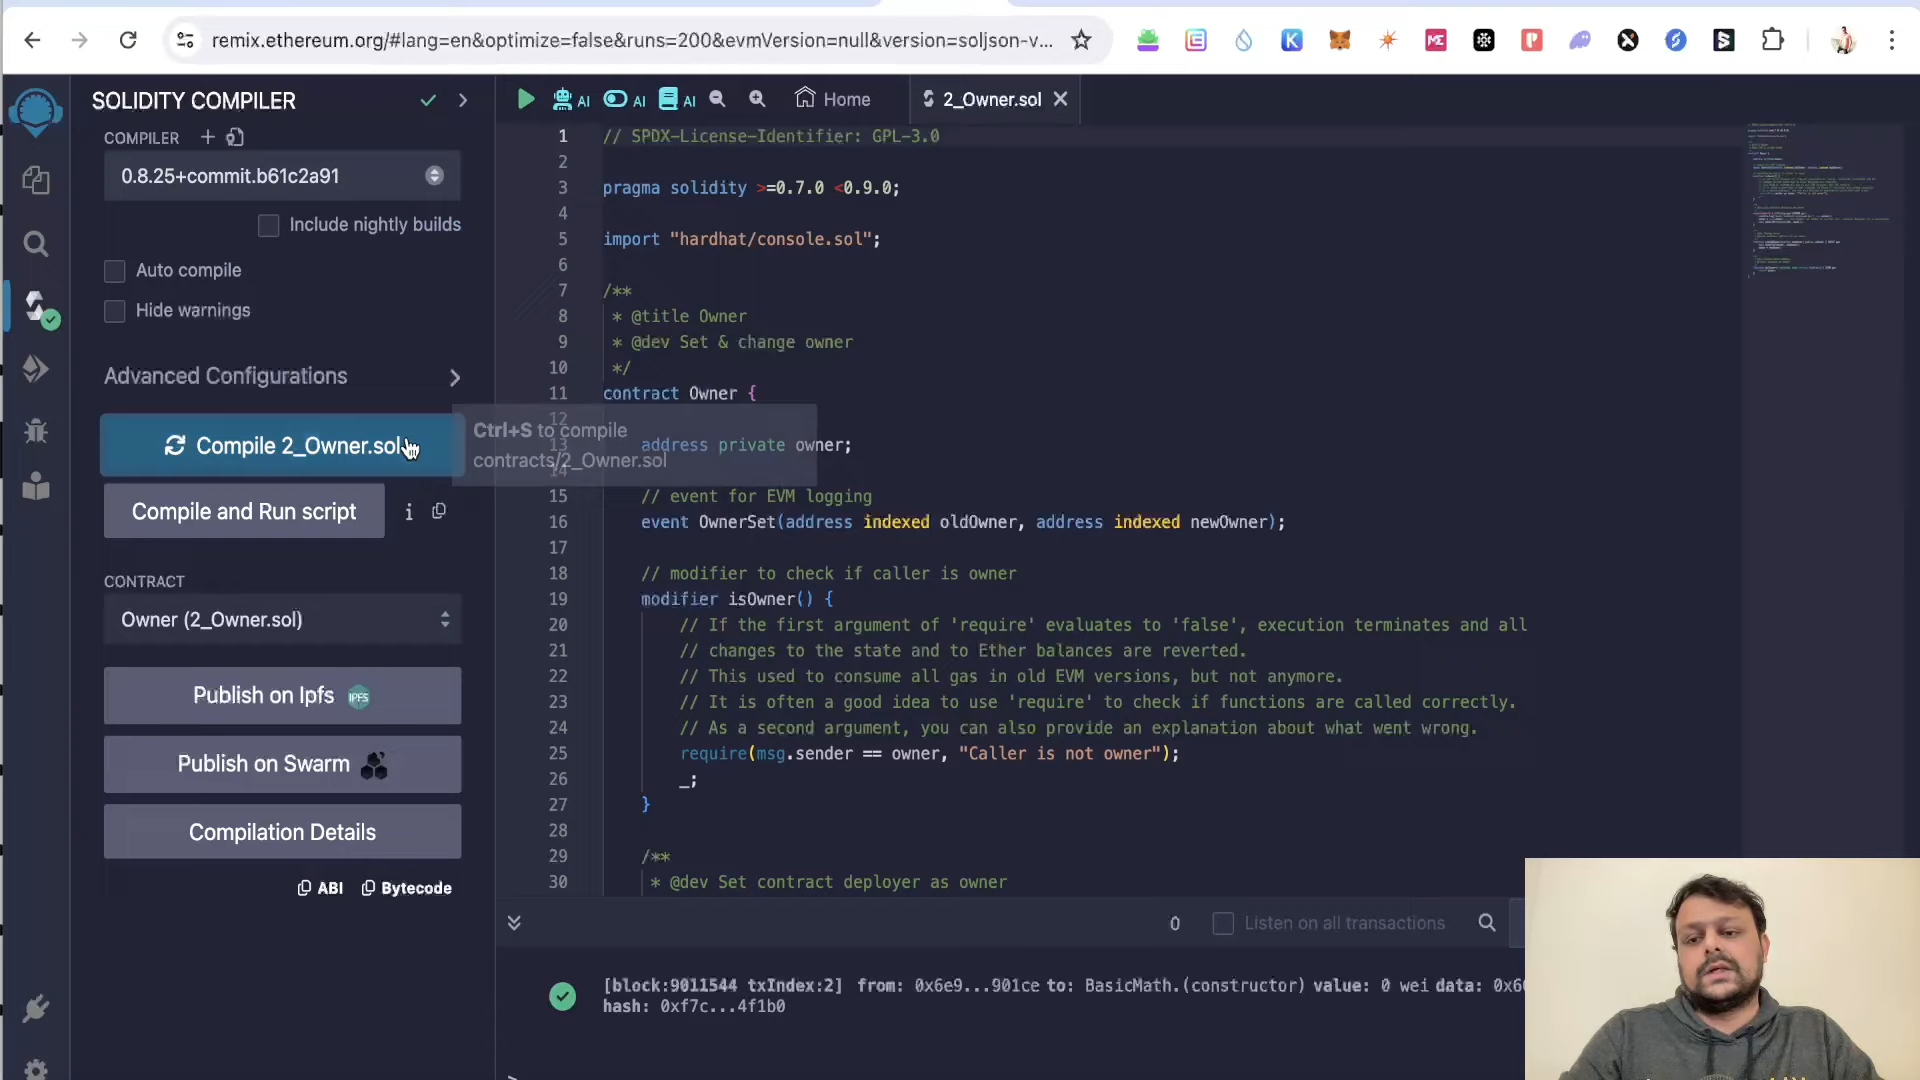 remix.ethereum.org/#lang=en&optimize=false&runs=200&evmVersion=null&version=soljson-v...
SOLIDITY COMPILER
COMPILER
0.8.25+commit.b61c2a91
Include nightly builds
Auto compile
Hide warnings
Advanced Configurations
Compile 2_Owner.sol
Ctrl+S to compile
contracts/2_Owner.sol
Compile and Run script
i
CONTRACT
Owner (2_Owner.sol)
Publish on Ipfs IPFS
Publish on Swarm
Compilation Details
ABI Bytecode
AI AI AI Home 2_Owner.sol
1 // SPDX-License-Identifier: GPL-3.0
2
3 pragma solidity >=0.7.0 <0.9.0;
4
5 import "hardhat/console.sol";
6
7 /**
8 * @title Owner
9 * @dev Set & change owner
10 */
11 contract Owner {
12
13 address private owner;
14
15 // event for EVM logging
16 event OwnerSet(address indexed oldOwner, address indexed newOwner);
17
18 // modifier to check if caller is owner
19 modifier isOwner() {
20 // If the first argument of 'require' evaluates to 'false', execution terminates and all
21 // changes to the state and to Ether balances are reverted.
22 // This used to consume all gas in old EVM versions, but not anymore.
23 // It is often a good idea to use 'require' to check if functions are called correctly.
24 // As a second argument, you can also provide an explanation about what went wrong.
25 require(msg.sender == owner, "Caller is not owner");
26 _;
27 }
28
29 /**
30 * @dev Set contract deployer as owner
0 Listen on all transactions
[block:9011544 txIndex:2] from: 0x6e9...901ce to: BasicMath.(constructor) value: 0 wei data: 0x6
hash: 0xf7c...4f1b0
>